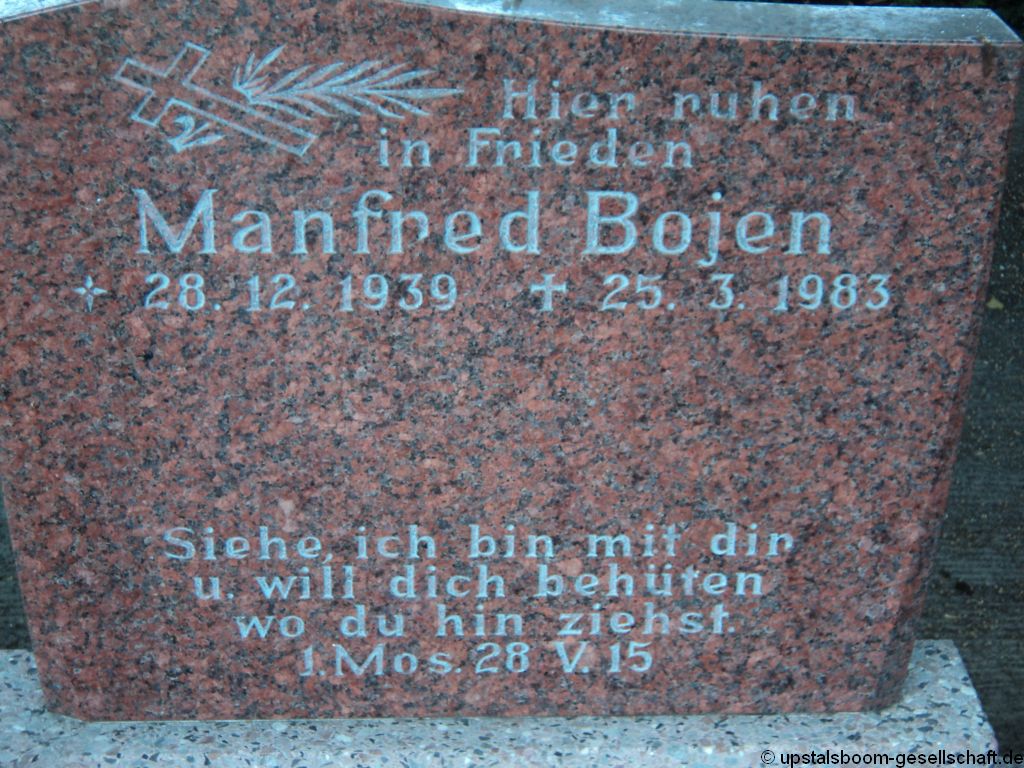 Hier ruhen
in Frieden
Manfred Bojen
* 28. 12. 1939 † 25. 3. 1983
Siehe, ich bin mit dir
u. will dich behüten
wo du hin ziehst.
1. Mos. 28 V. 15
© upstalsboom-gesellschaft.de